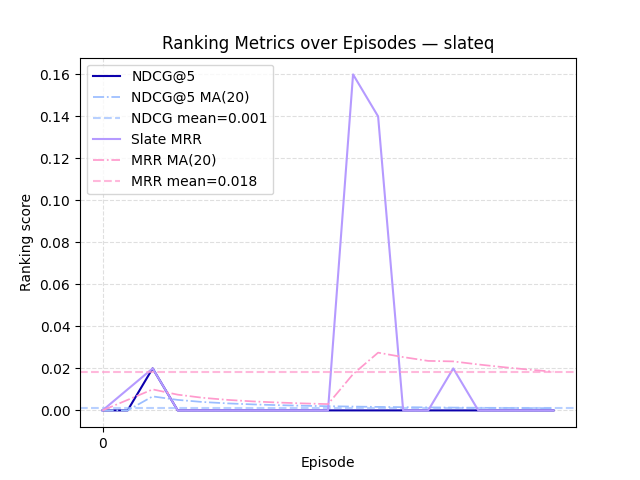 Ranking Metrics over Episodes — slateq
Ranking score
0.16
0.14
0.12
0.10
0.08
0.06
0.04
0.02
0.00
NDCG@5
NDCG@5 MA(20)
NDCG mean=0.001
Slate MRR
MRR MA(20)
MRR mean=0.018
0
Episode